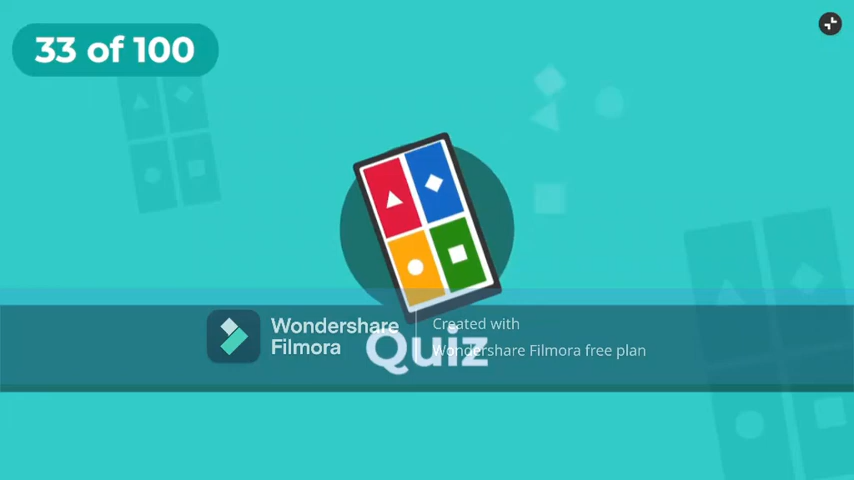 33 of 100
Wondershare
Filmora
Created with
Wondershare Filmora free plan
Quiz